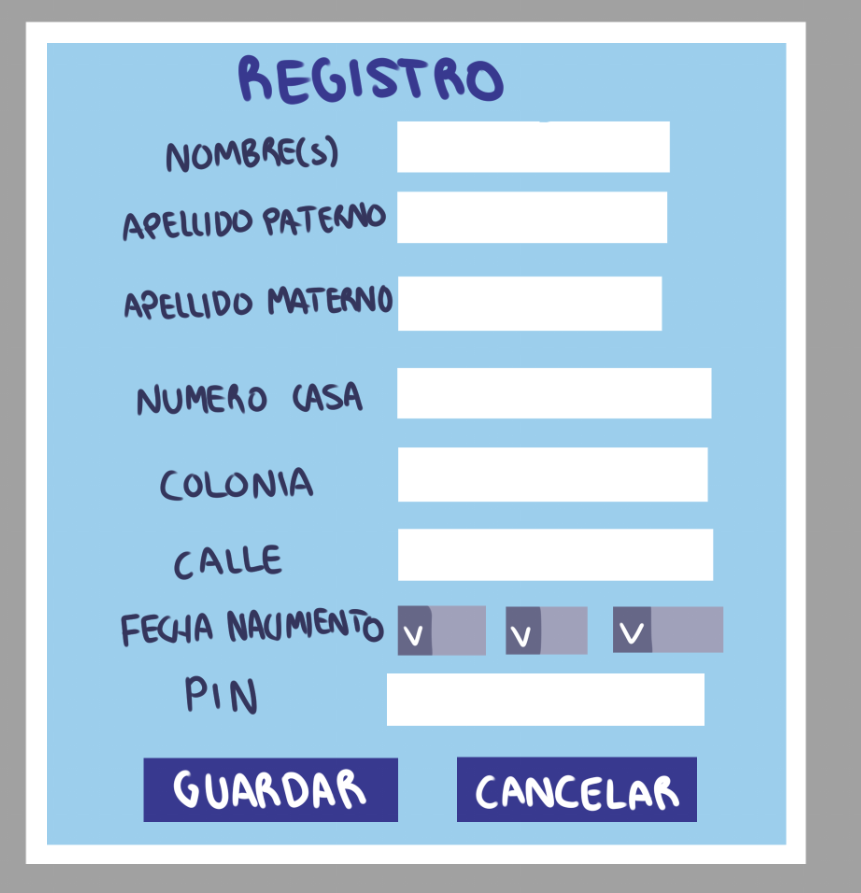 REGISTRO
NOMBRE(S)
APELLIDO PATERNO
APELLIDO MATERNO
NUMERO CASA
COLONIA
CALLE
FECHA NACIMIENTO V V V
PIN
GUARDAR CANCELAR